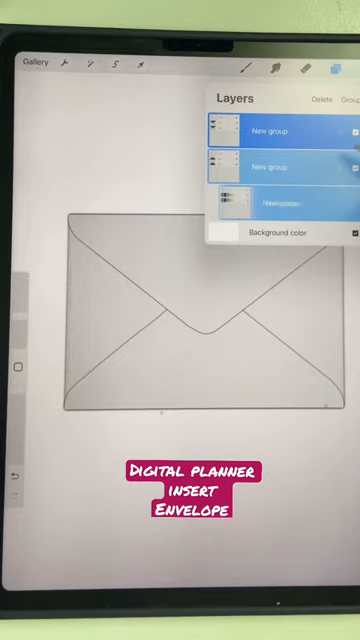 Gallery
Layers
Delete
Group
New group
New group
Background color
DIGITAL PLANNER
INSERT
ENVELOPE